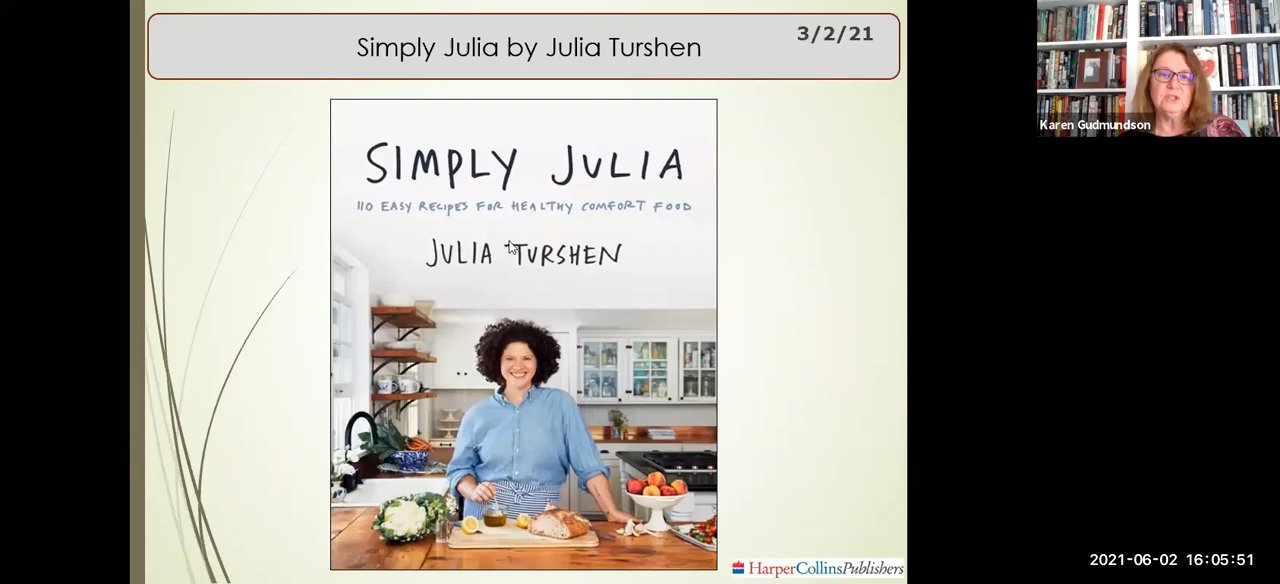 Simply Julia by Julia Turshen
3/2/21
SIMPLY JULIA
110 EASY RECIPES FOR HEALTHY COMFORT FOOD
JULIA TURSHEN
HarperCollinsPublishers
Karen Gudmundson
2021-06-02 16:05:51